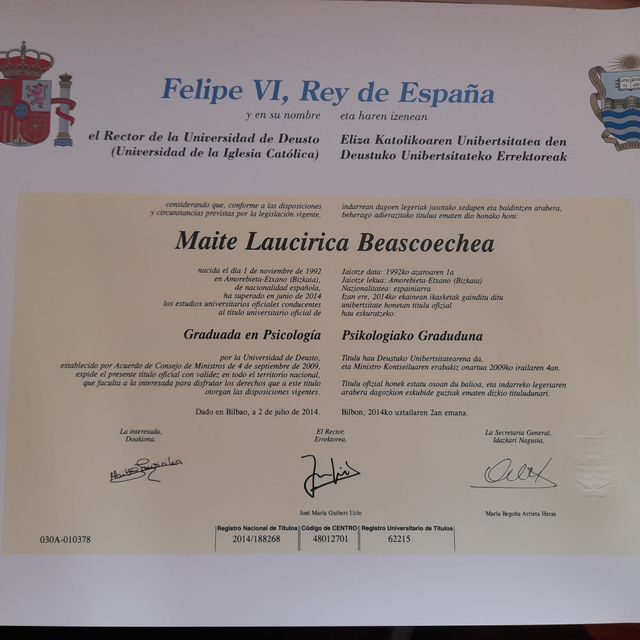 Felipe VI, Rey de España
y en su nombre
eta haren izenean
el Rector de la Universidad de Deusto
(Universidad de la Iglesia Católica)
Eliza Katolikoaren Unibertsitatea den
Deustuko Unibertsitateko Errektoreak
considerando que, conforme a las disposiciones
y circunstancias previstas por la legislación vigente,
indarrean dagoen legeriak jasotako xedapen eta baldintzen arabera,
beherago adierazitako titulua ematen dio honako honi:
Maite Laucirica Beascoechea
nacida el día 1 de noviembre de 1992
en Amorebieta-Etxano (Bizkaia),
de nacionalidad española,
ha superado en junio de 2014
los estudios universitarios oficiales conducentes
al título universitario oficial de
Jaiotze data: 1992ko azaroaren 1a
Jaiotze lekua: Amorebieta-Etxano (Bizkaia)
Nazionalitatea: espainiarra
Izan ere, 2014ko ekainean ikasketak gainditu ditu
unibertsitate honetan titulu ofizial
hau eskuratzeko:
Graduada en Psicología
Psikologiako Graduduna
por la Universidad de Deusto,
establecido por Acuerdo de Consejo de Ministros de 4 de septiembre de 2009,
expide el presente título oficial con validez en todo el territorio nacional,
que faculta a la interesada para disfrutar los derechos que a este título
otorgan las disposiciones vigentes.
Titulu hau Deustuko Unibertsitatearena da,
eta Ministro Kontseiluaren erabakiz onartua 2009ko irailaren 4an.
Titulu ofizial honek estatu osoan du balioa, eta indarreko legeriaren
arabera dagozkion eskubide guztiak ematen dizkio tituludunari.
Dado en Bilbao, a 2 de julio de 2014.
Bilbon, 2014ko uztailaren 2an emana.
La interesada,
Doakiona,
El Rector,
Errektorea,
La Secretaria General,
Idazkari Nagusia,
José María Guibert Ucín
María Begoña Arrieta Heras
030A-010378
Registro Nacional de Títulos
2014/188268
Código de CENTRO
48012701
Registro Universitario de Títulos
62215